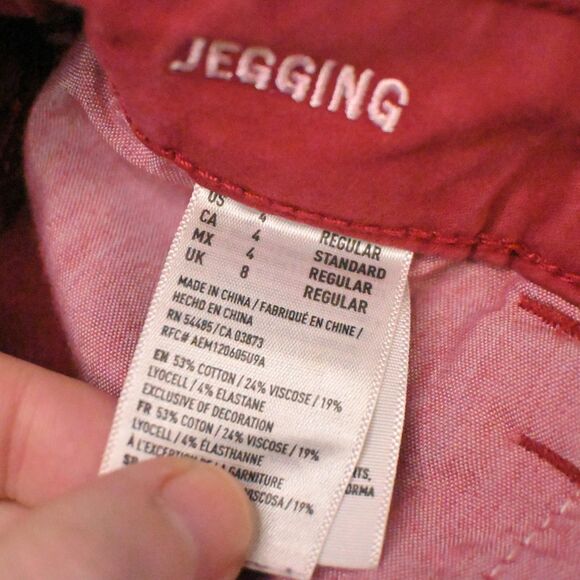 JEGGING
US 4 REGULAR
CA 4 STANDARD
MX 4 REGULAR
UK 8 REGULAR
MADE IN CHINA / FABRIQUÉ EN CHINE /
HECHO EN CHINA
RN 54485/CA 03873
RFC# AEM120605U9A
EN 53% COTTON / 24% VISCOSE / 19%
LYOCELL / 4% ELASTANE
EXCLUSIVE OF DECORATION
FR 53% COTON / 24% VISCOSE / 19%
LYOCELL / 4% ÉLASTHANNE
À L'EXCEPTION DE LA GARNITURE
SP
/ 19%